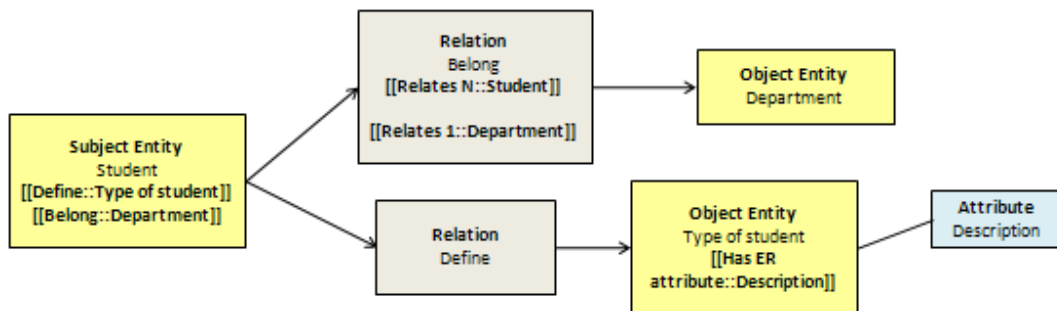 Subject Entity
Student
[[Define::Type of student]]
[[Belong::Department]]
Relation
Belong
[[Relates N::Student]]
[[Relates 1::Department]]
Object Entity
Department
Relation
Define
Object Entity
Type of student
[[Has ER
attribute::Description]]
Attribute
Description